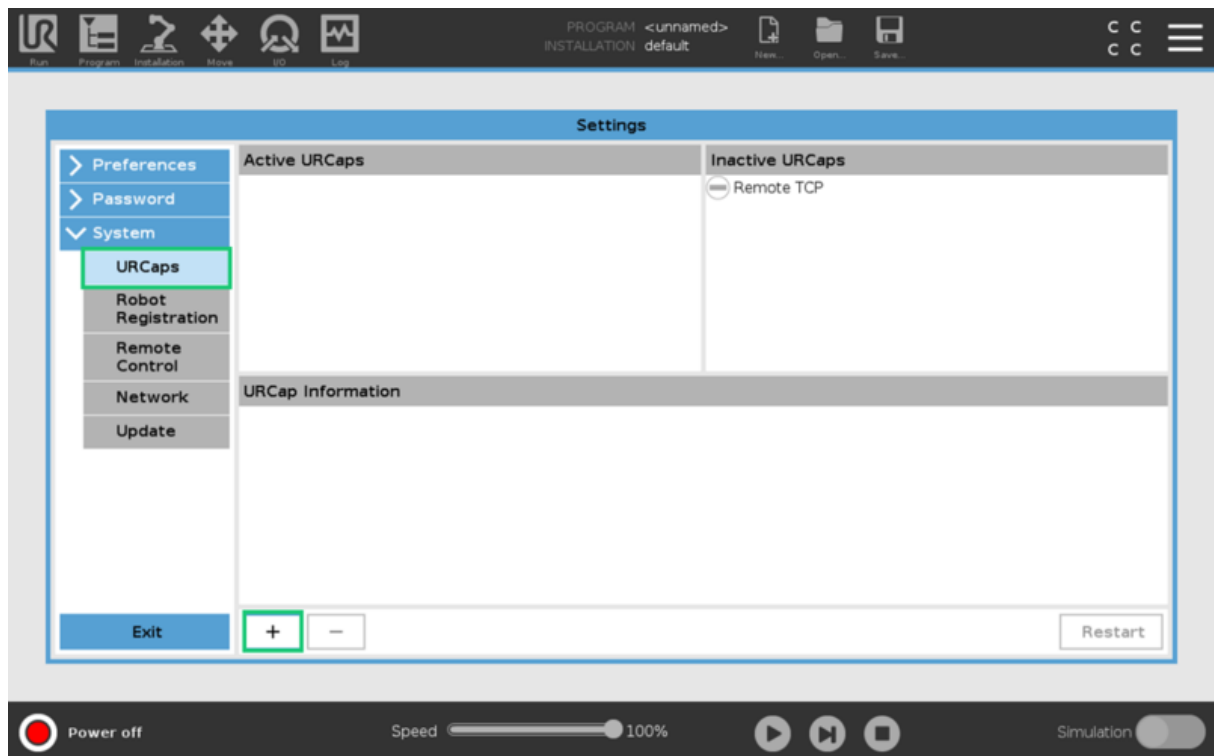 UR
PROGRAM <unnamed>
INSTALLATION default
C C
C C
Run Program Installation Move I/O Log New... Open... Save...
Settings
Preferences
Password
System
URCaps
Robot
Registration
Remote
Control
Network
Update
Exit
Active URCaps
Inactive URCaps
Remote TCP
URCap Information
+ −
Restart
Power off
Speed 100%
Simulation